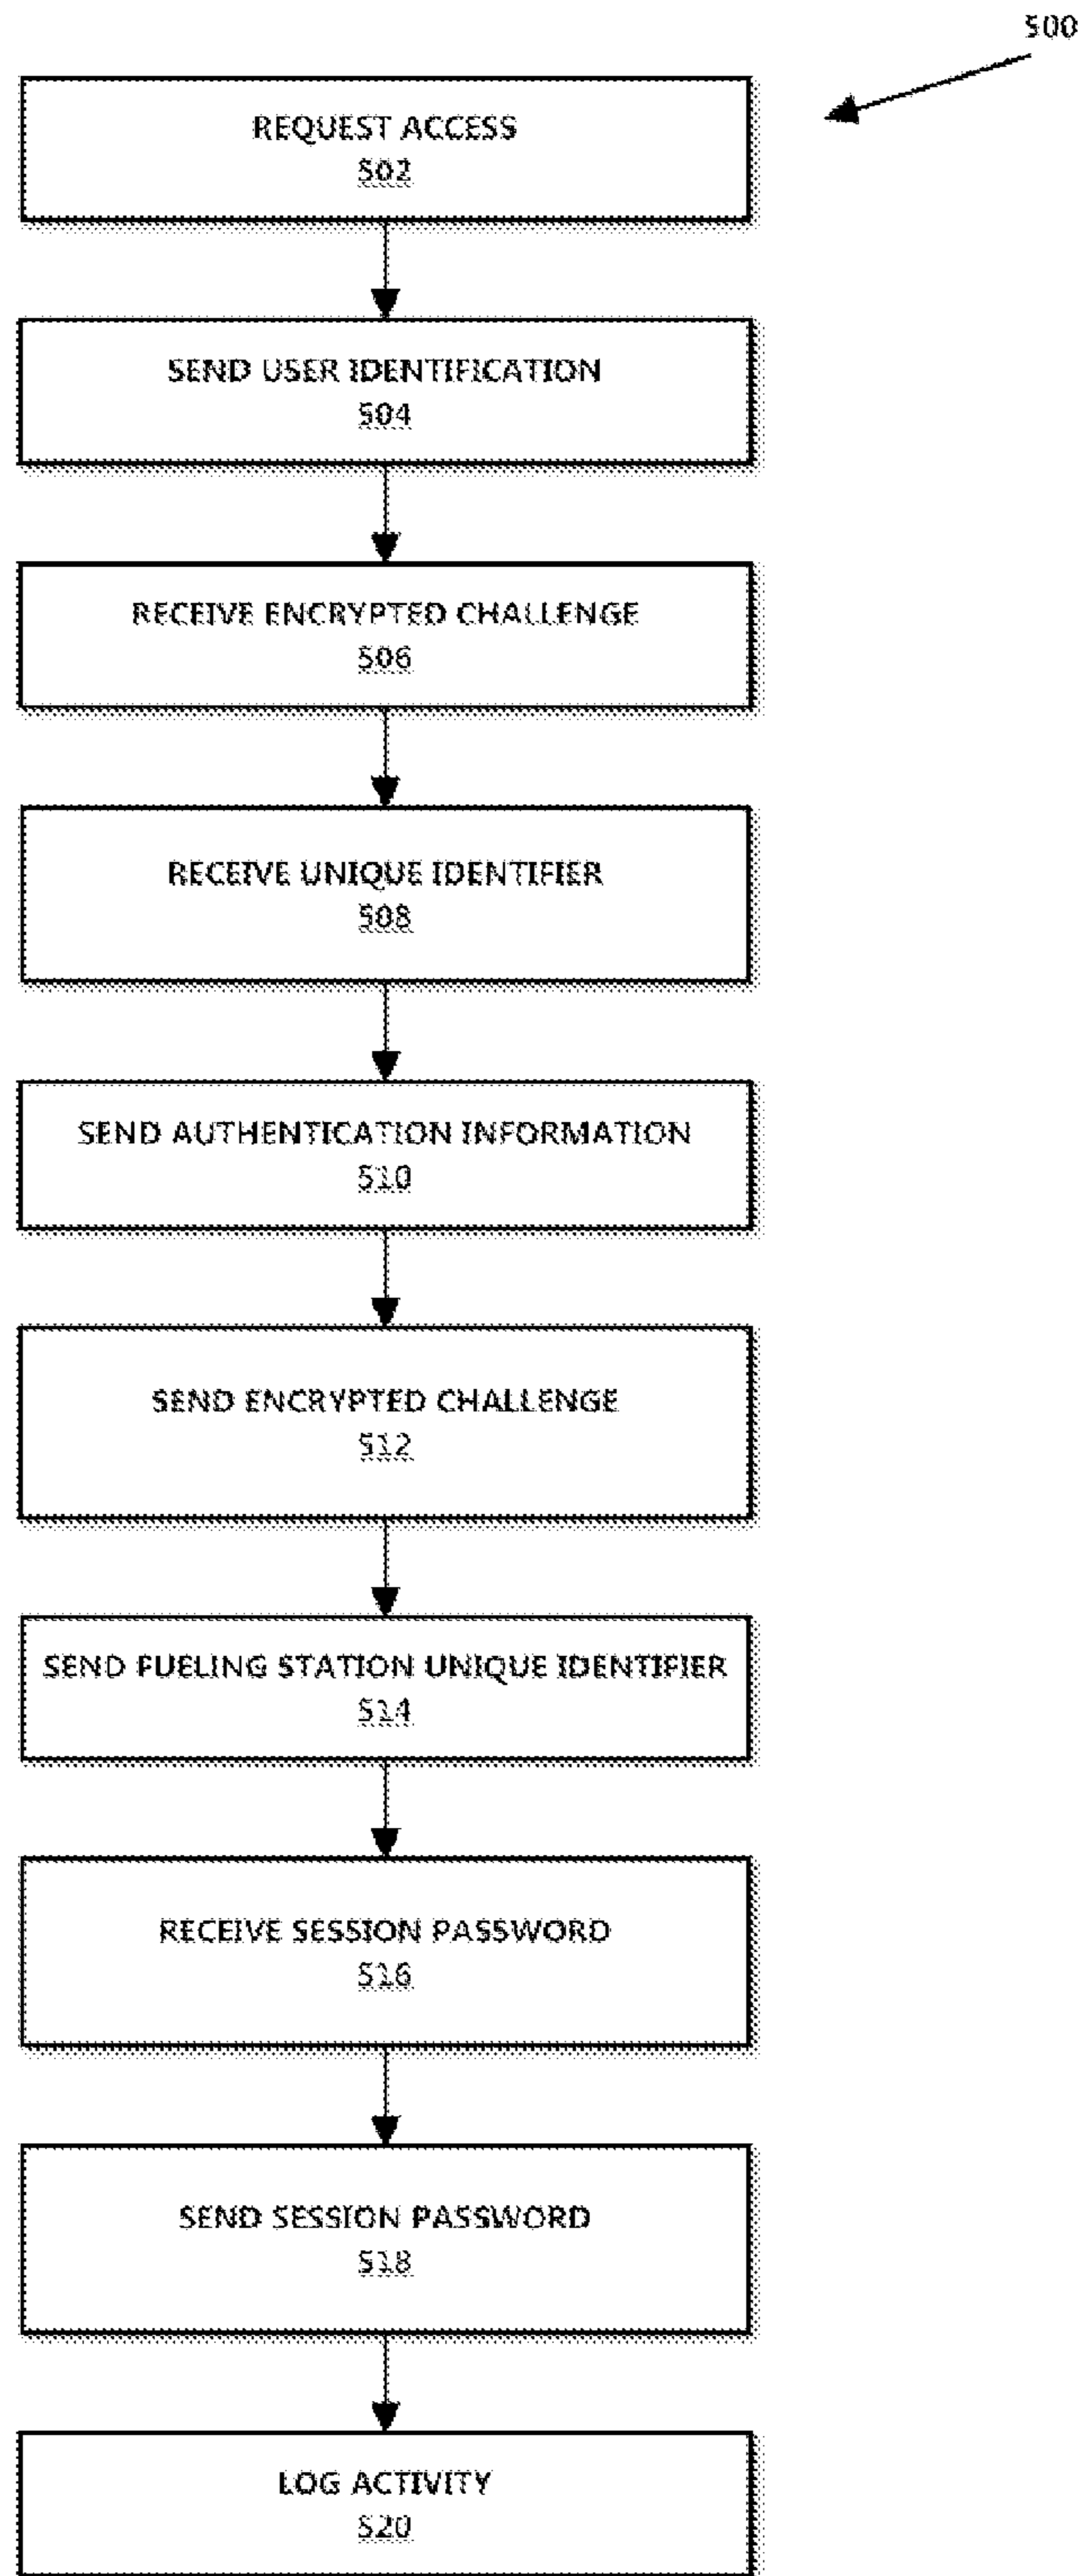 500
REQUEST ACCESS
502
SEND USER IDENTIFICATION
504
RECEIVE ENCRYPTED CHALLENGE
506
RECEIVE UNIQUE IDENTIFIER
508
SEND AUTHENTICATION INFORMATION
510
SEND ENCRYPTED CHALLENGE
512
SEND FUELING STATION UNIQUE IDENTIFIER
514
RECEIVE SESSION PASSWORD
516
SEND SESSION PASSWORD
518
LOG ACTIVITY
520